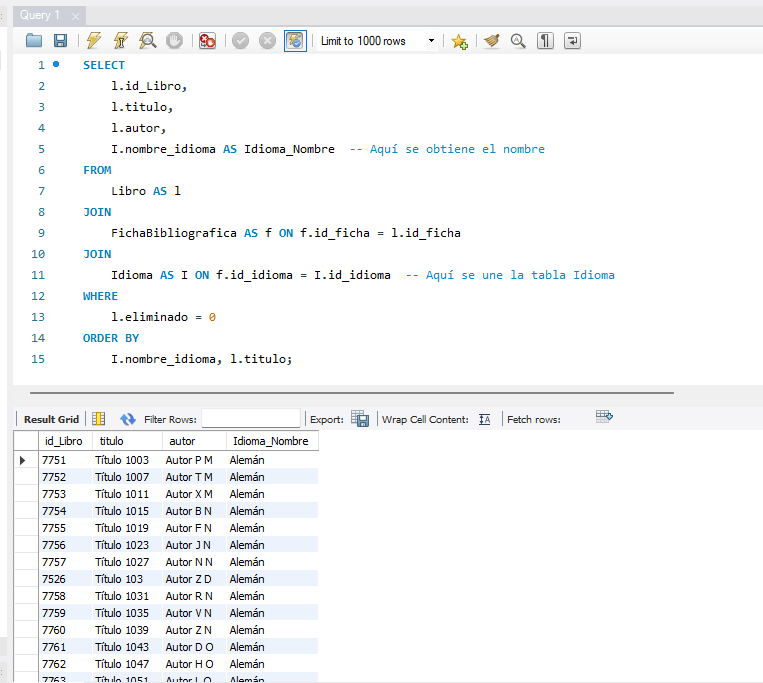 Query 1
Limit to 1000 rows
1 SELECT
2 l.id_Libro,
3 l.titulo,
4 l.autor,
5 I.nombre_idioma AS Idioma_Nombre -- Aquí se obtiene el nombre
6 FROM
7 Libro AS l
8 JOIN
9 FichaBibliografica AS f ON f.id_ficha = l.id_ficha
10 JOIN
11 Idioma AS I ON f.id_idioma = I.id_idioma -- Aquí se une la tabla Idioma
12 WHERE
13 l.eliminado = 0
14 ORDER BY
15 I.nombre_idioma, l.titulo;
Result Grid Filter Rows: Export: Wrap Cell Content: Fetch rows:
id_Libro titulo autor Idioma_Nombre
7751 Título 1003 Autor P M Alemán
7752 Título 1007 Autor T M Alemán
7753 Título 1011 Autor X M Alemán
7754 Título 1015 Autor B N Alemán
7755 Título 1019 Autor F N Alemán
7756 Título 1023 Autor J N Alemán
7757 Título 1027 Autor N N Alemán
7526 Título 103 Autor Z D Alemán
7758 Título 1031 Autor R N Alemán
7759 Título 1035 Autor V N Alemán
7760 Título 1039 Autor Z N Alemán
7761 Título 1043 Autor D O Alemán
7762 Título 1047 Autor H O Alemán
7763 Título 1051 Autor L O Alemán